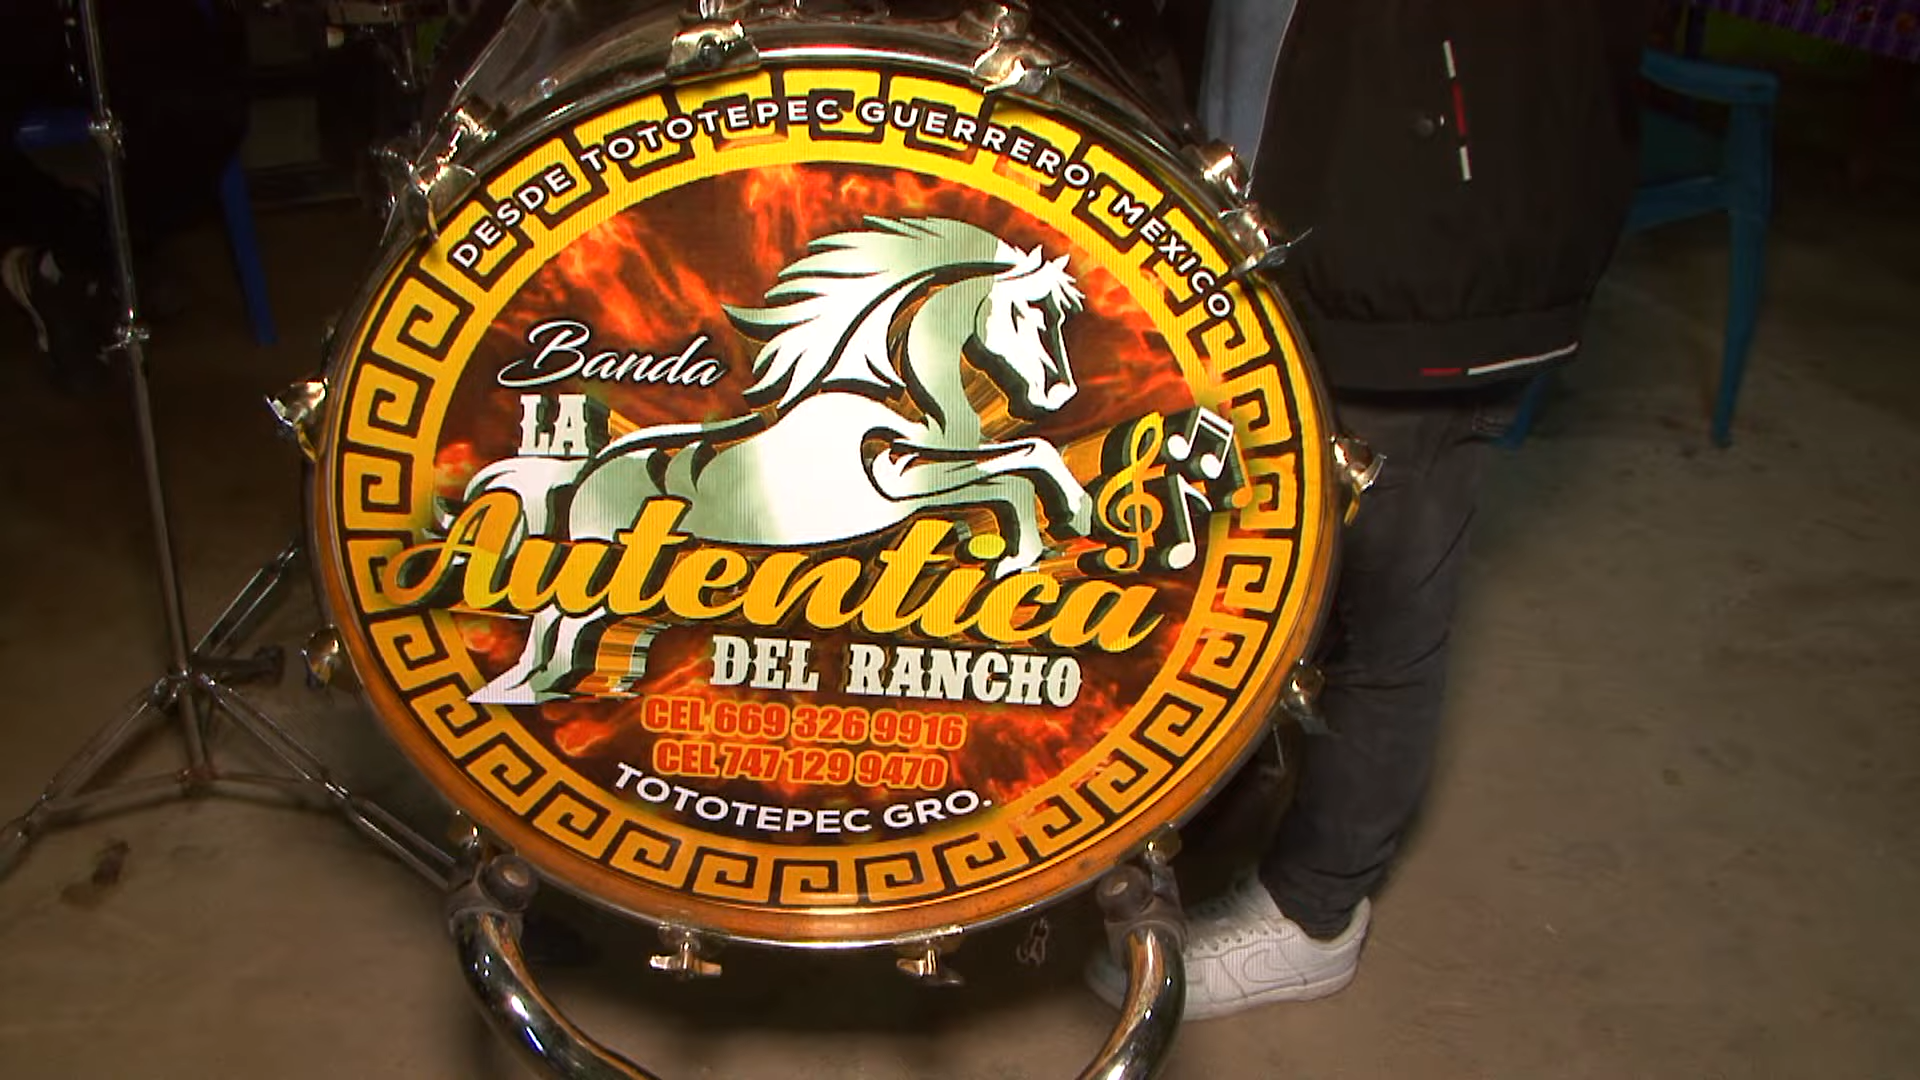 DESDE TOTOTEPEC GUERRERO, MEXICO
Banda
LA
Autentica
DEL RANCHO
CEL 669 326 9916
CEL 747 129 9470
TOTOTEPEC GRO.